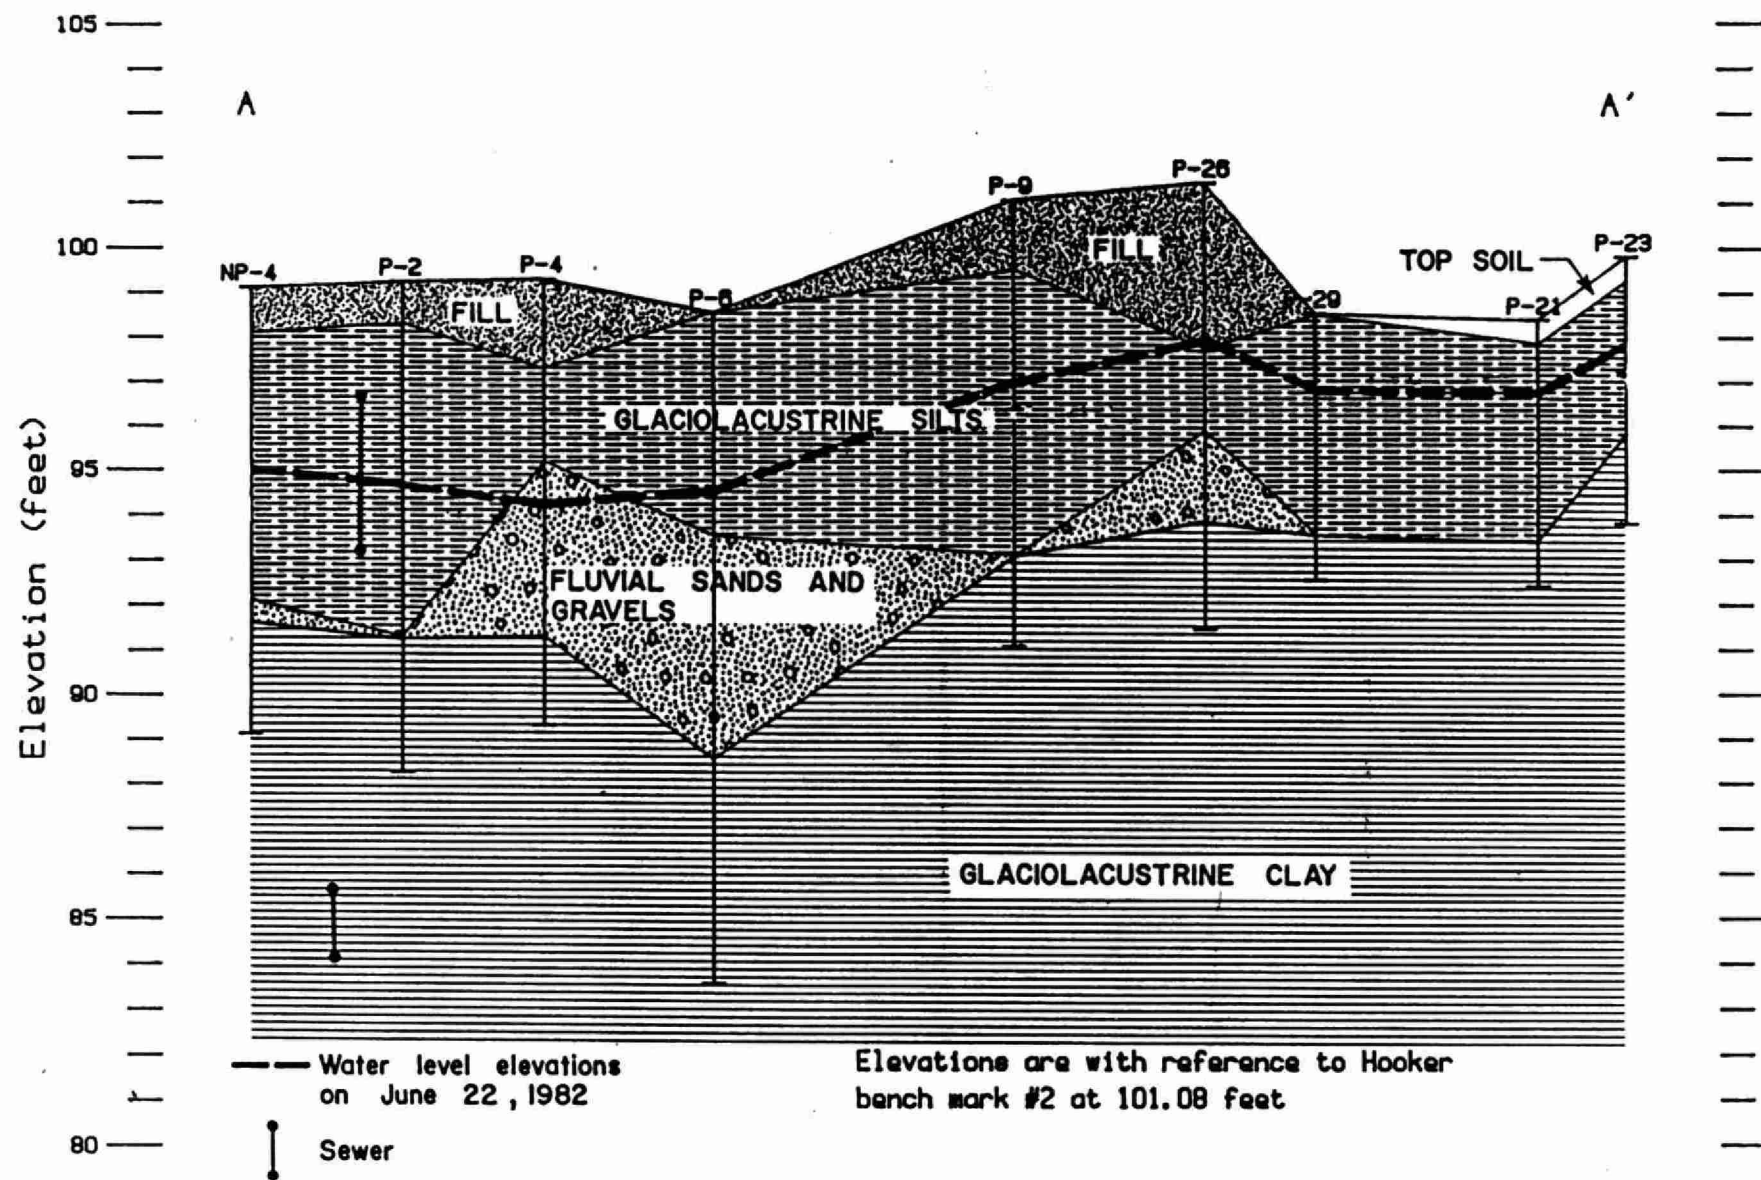 105
A
A′
P-26
P-9
100
P-23
FILL
TOP SOIL
NP-4
P-2
P-4
P-6
P-29
P-21
FILL
95
GLACIOLACUSTRINE SILTS
Elevation (feet)
FLUVIAL SANDS AND
GRAVELS
90
GLACIOLACUSTRINE CLAY
85
Water level elevations
on June 22, 1982
Elevations are with reference to Hooker
bench mark #2 at 101.08 feet
80
Sewer